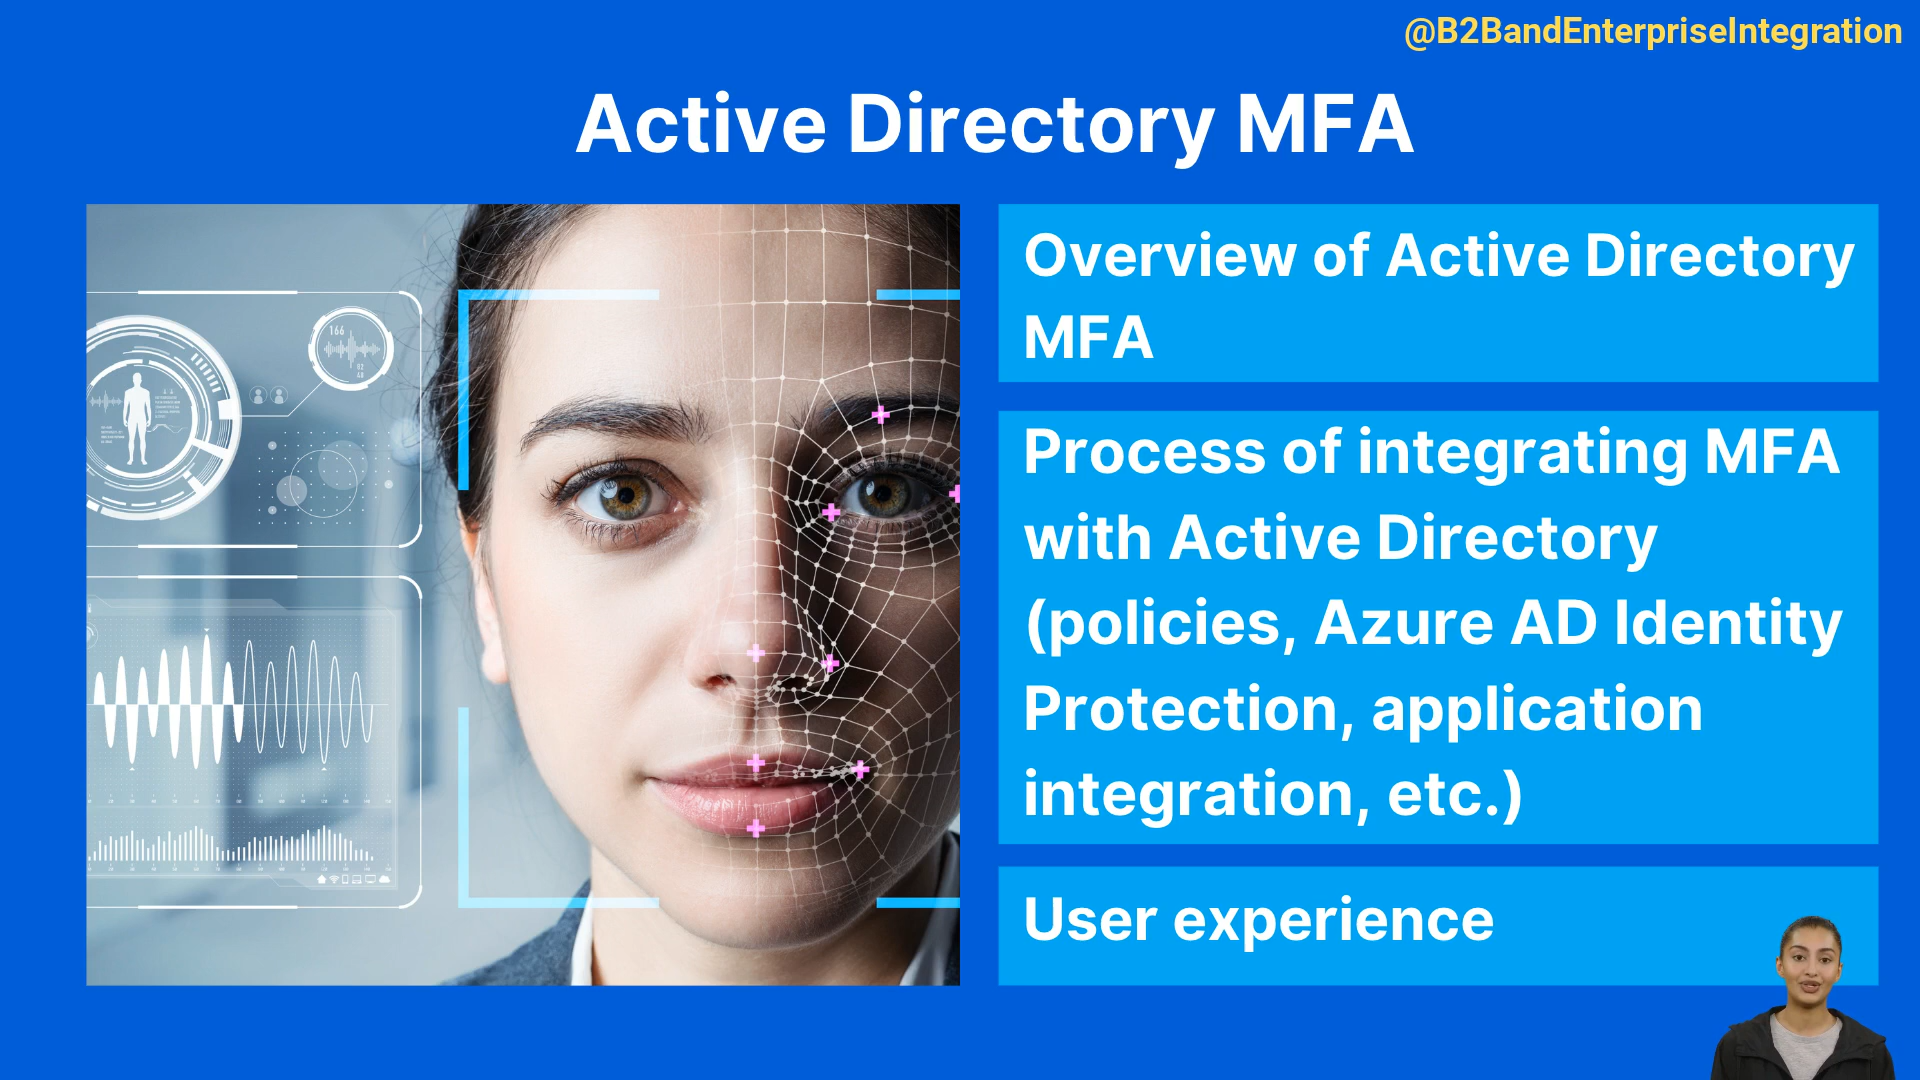 @B2BandEnterpriseIntegration
Active Directory MFA
Overview of Active Directory
MFA
Process of integrating MFA
with Active Directory
(policies, Azure AD Identity
Protection, application
integration, etc.)
User experience
166